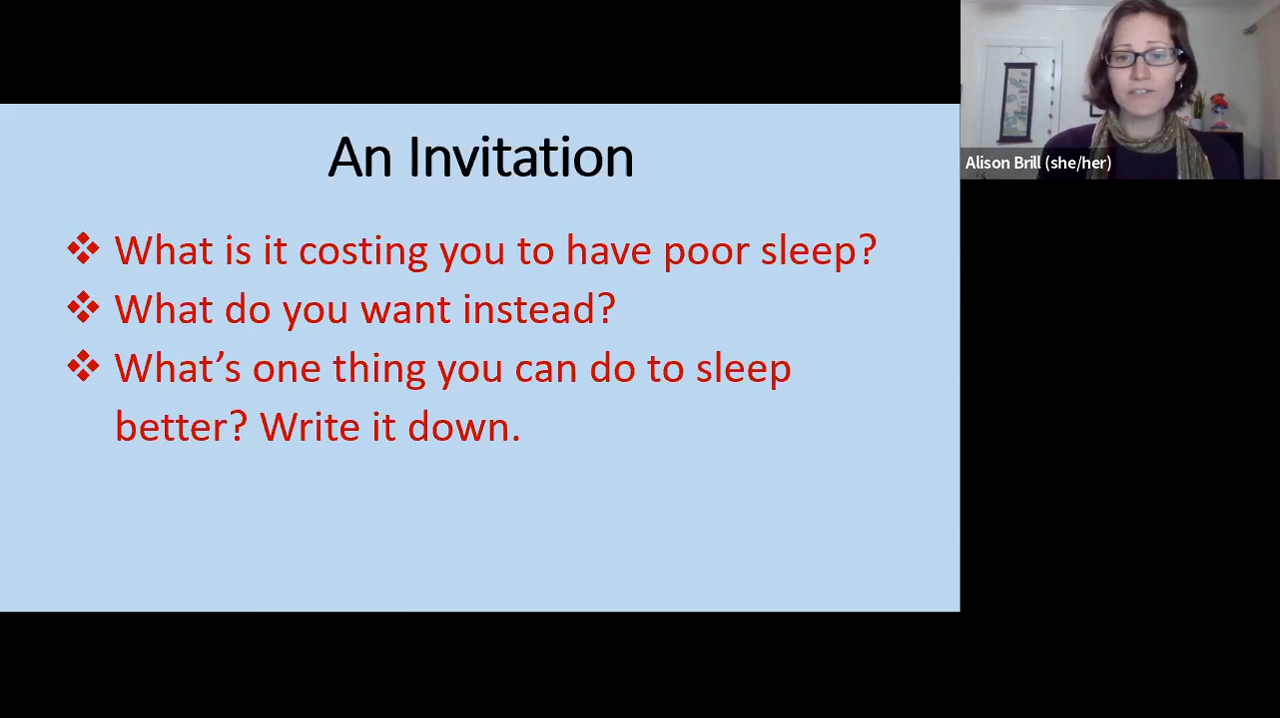 An Invitation
❖ What is it costing you to have poor sleep?
❖ What do you want instead?
❖ What’s one thing you can do to sleep
better? Write it down.
Alison Brill (she/her)